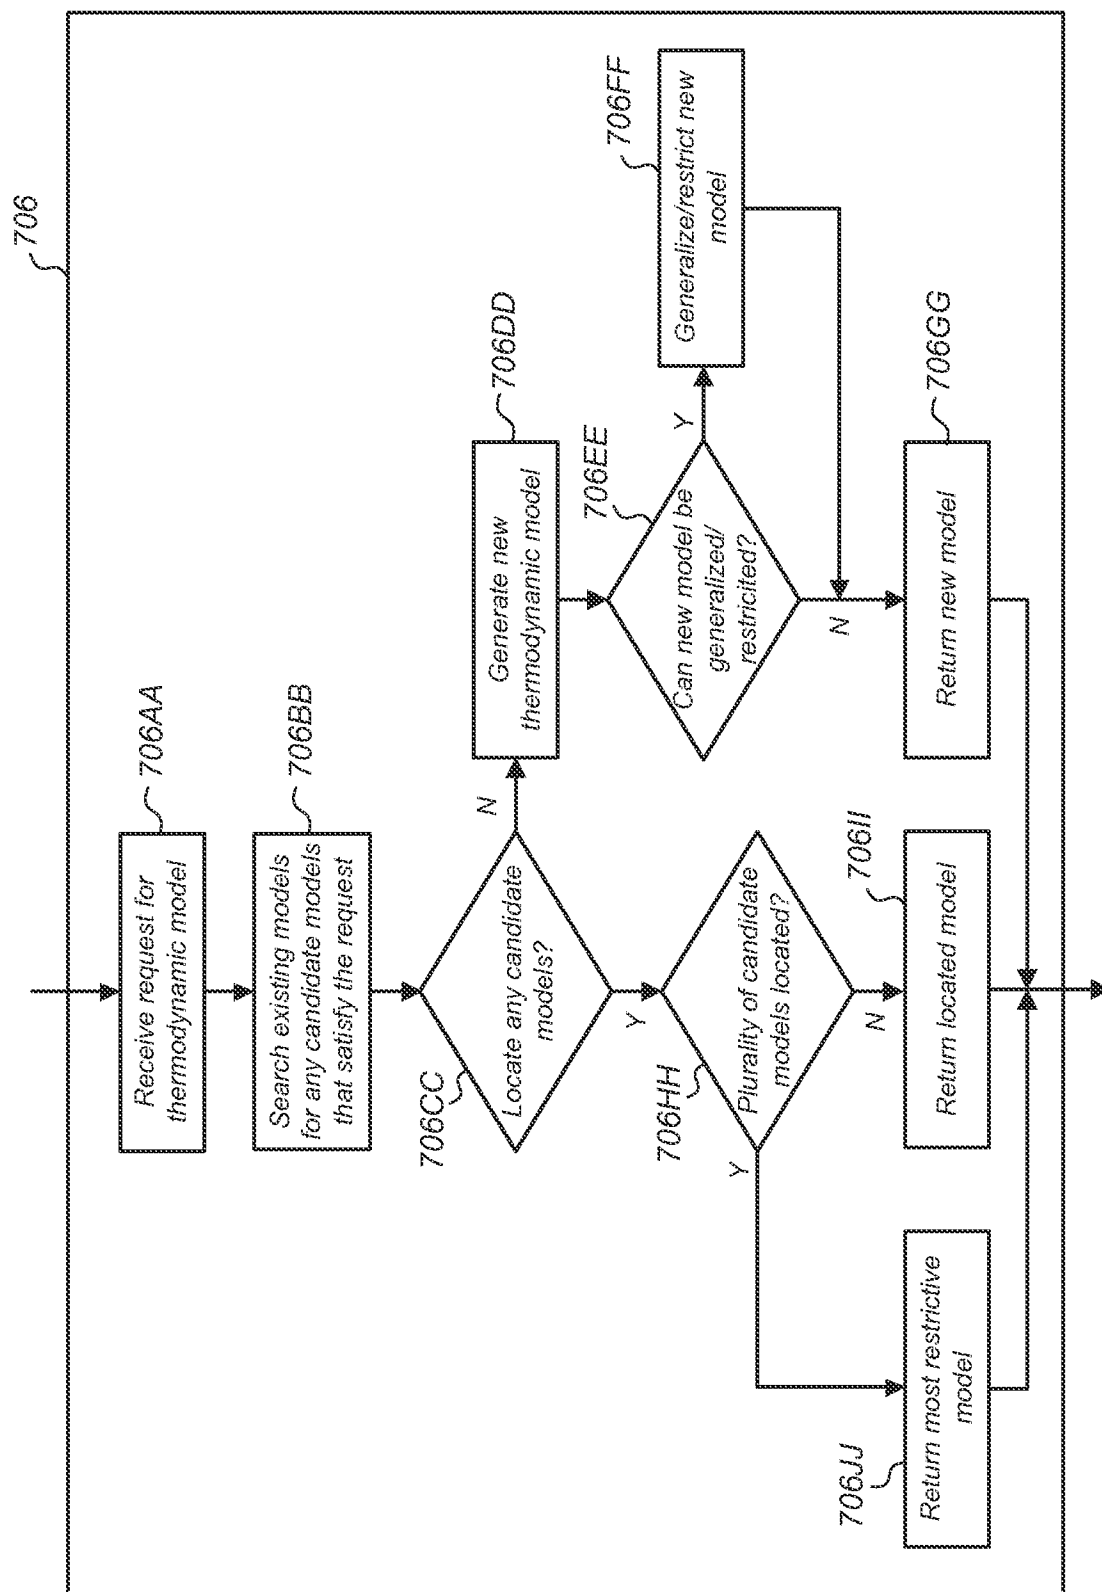 706
706AA
Receive request for
thermodynamic model
706BB
Search existing models
for any candidate models
that satisfy the request
706CC
Locate any candidate
models?
N
Y
706DD
Generate new
thermodynamic model
706EE
Can new model be
generalized/
restricited?
Y
N
706FF
Generalize/restrict new
model
706HH
Plurality of candidate
models located?
Y
N
706JJ
Return most restrictive
model
706II
Return located model
706GG
Return new model